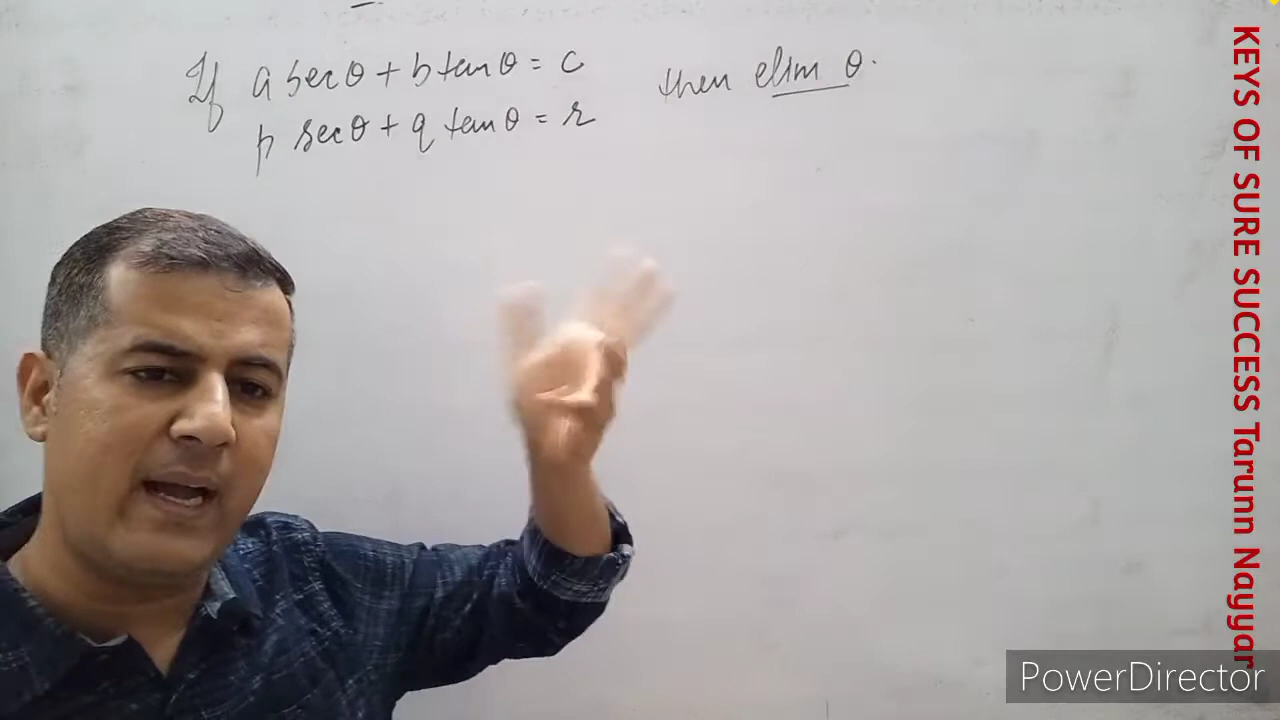 If a secθ + b tanθ = c then elim θ.
p secθ + q tanθ = r
KEYS OF SURE SUCCESS Tarunn Nayyar
PowerDirector